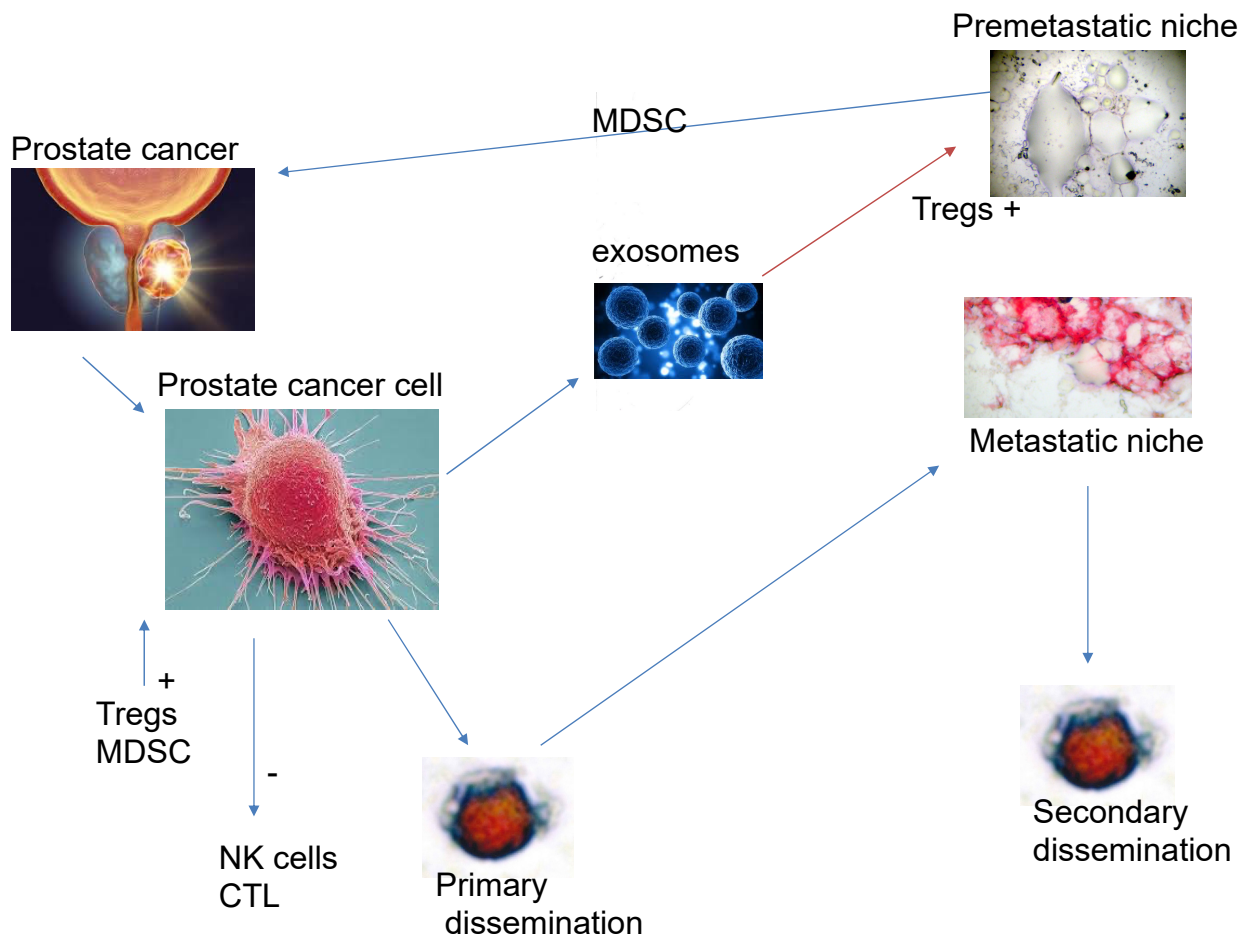 Premetastatic niche
MDSC
Prostate cancer
Tregs +
exosomes
Prostate cancer cell
Metastatic niche
+
Tregs
MDSC
-
NK cells
CTL
Primary
dissemination
Secondary
dissemination